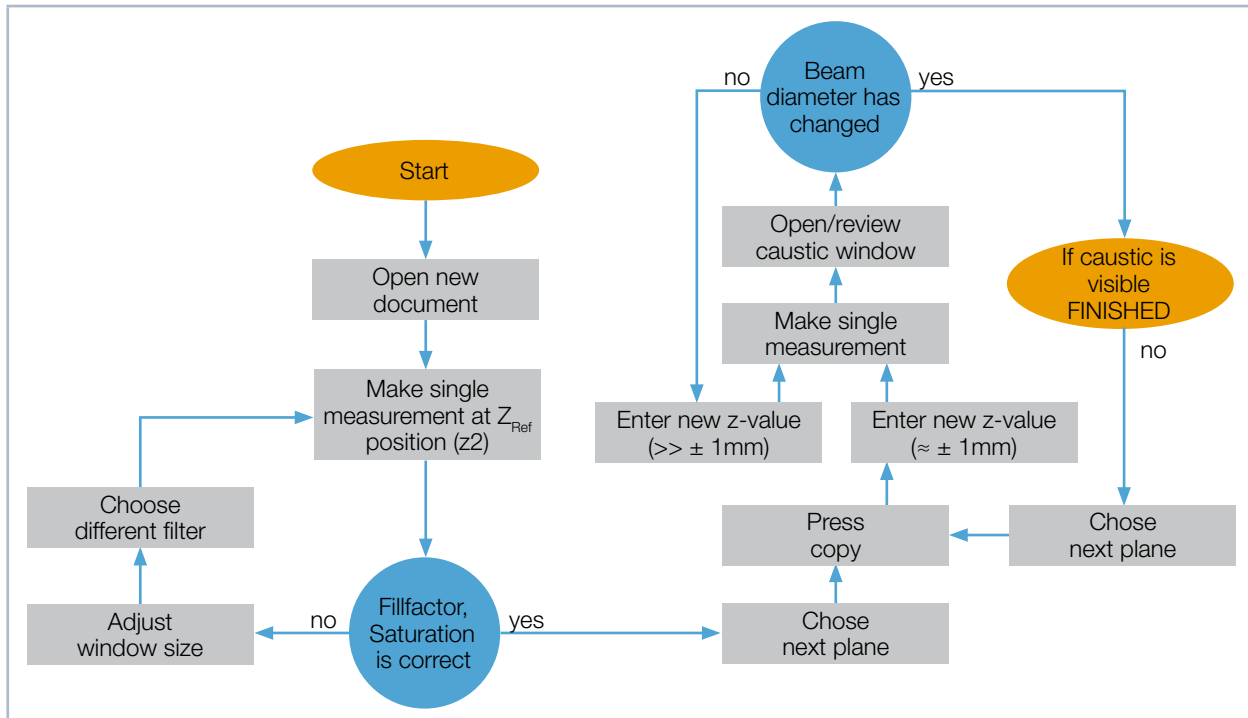 Start
Open new
document
Make single
measurement at Z_Ref
position (z2)
Fillfactor,
Saturation
is correct
no
yes
Adjust
window size
Choose
different filter
Chose
next plane
Press
copy
Enter new z-value
(≈ ± 1mm)
Make single
measurement
Open/review
caustic window
Beam
diameter has
changed
no
yes
Enter new z-value
(>> ± 1mm)
If caustic is
visible
FINISHED
no
Chose
next plane